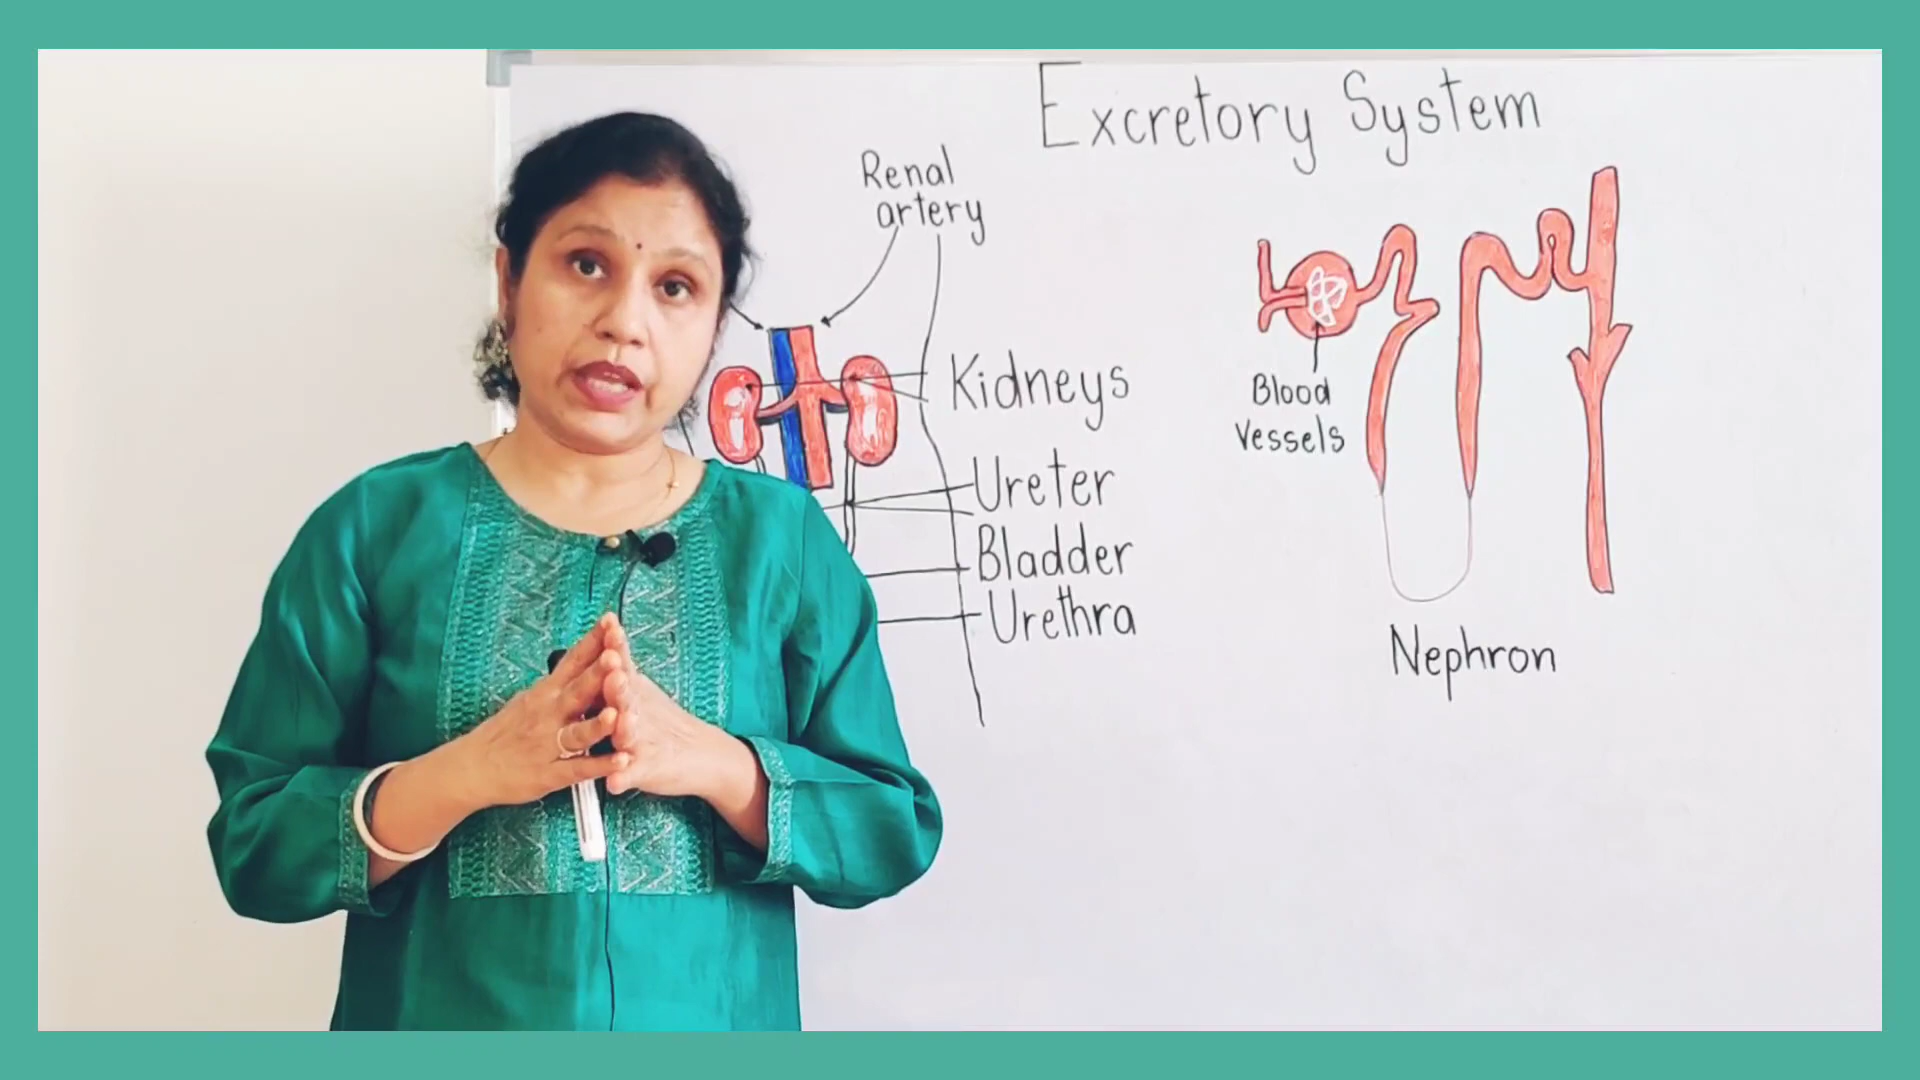 Excretory System
Renal
artery
Kidneys
Ureter
Bladder
Urethra
Blood
Vessels
Nephron